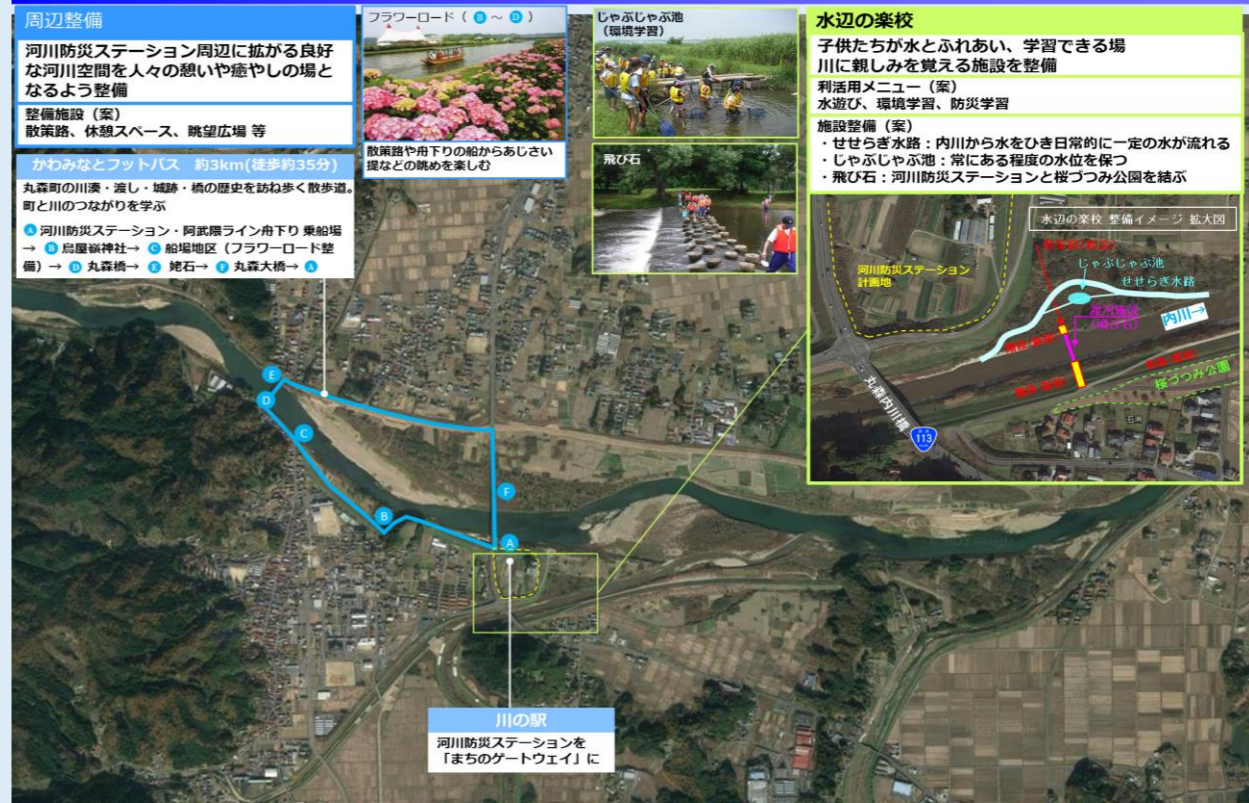 周辺整備
河川防災ステーション周辺に拡がる良好
な河川空間を人々の憩いや癒やしの場と
なるよう整備
整備施設（案）
散策路、休憩スペース、眺望広場 等
かわみなとフットパス 約3km(徒歩約35分)
丸森町の川湊・渡し・城跡・橋の歴史を訪ね歩く散歩道。
町と川のつながりを学ぶ
A 河川防災ステーション・阿武隈ライン舟下り 乗船場
→ B 鳥屋嶺神社→ C 船場地区（フラワーロード整
備）→ D 丸森橋→ E 姥石→ F 丸森大橋→ A
フラワーロード（ B ～ D ）
散策路や舟下りの船からあじさい
堤などの眺めを楽しむ
じゃぶじゃぶ池
（環境学習）
飛び石
水辺の楽校
子供たちが水とふれあい、学習できる場
川に親しみを覚える施設を整備
利活用メニュー（案）
水遊び、環境学習、防災学習
施設整備（案）
・せせらぎ水路：内川から水をひき日常的に一定の水が流れる
・じゃぶじゃぶ池：常にある程度の水位を保つ
・飛び石：河川防災ステーションと桜づつみ公園を結ぶ
水辺の楽校 整備イメージ 拡大図
じゃぶじゃぶ池
せせらぎ水路
河川防災ステーション
計画地
渡河施設
（飛び石）
内川→
桜づつみ公園
丸森内川橋
113
E
D
C
B
F
A
川の駅
河川防災ステーションを
「まちのゲートウェイ」に